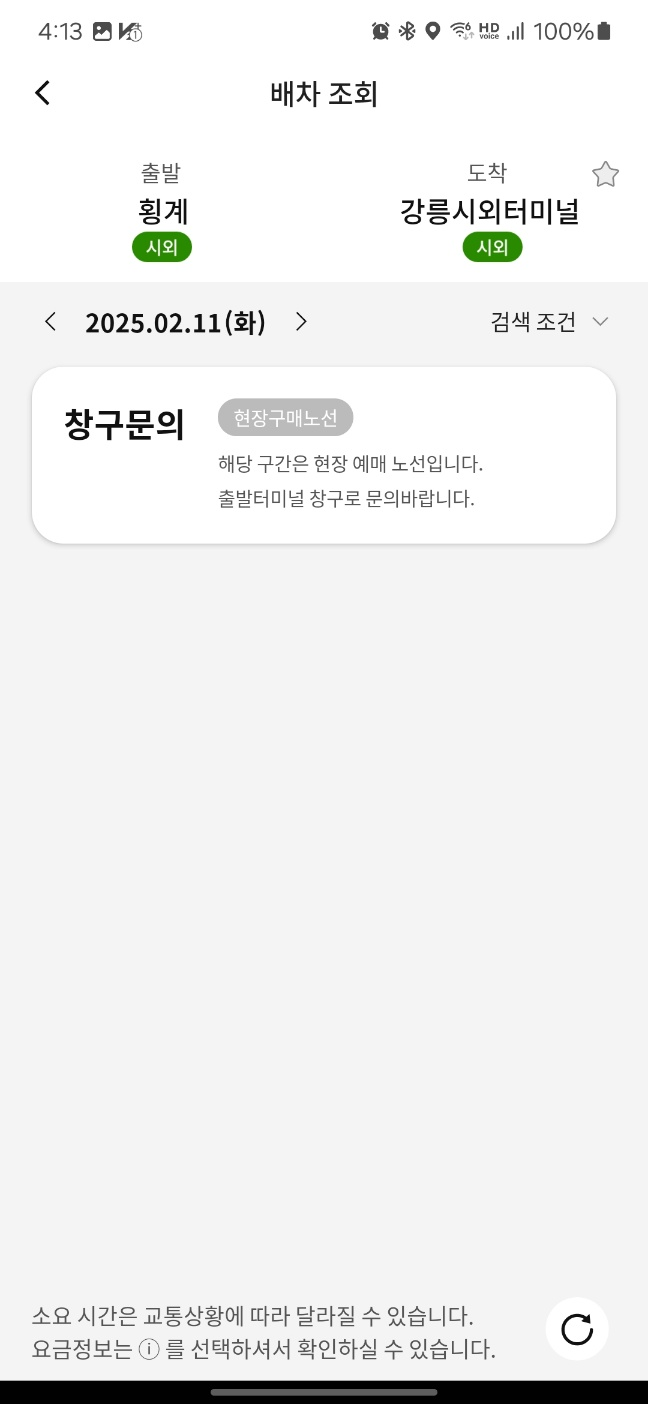 4:13 HD voice 100%
배차 조회
출발 도착
횡계 강릉시외터미널
시외 시외
2025.02.11(화) 검색 조건
창구문의 현장구매노선
해당 구간은 현장 예매 노선입니다.
출발터미널 창구로 문의바랍니다.
소요 시간은 교통상황에 따라 달라질 수 있습니다.
요금정보는 ⓘ 를 선택하셔서 확인하실 수 있습니다.